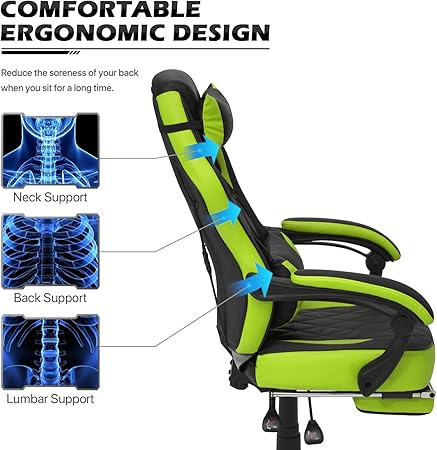 COMFORTABLE
ERGONOMIC DESIGN
Reduce the soreness of your back
when you sit for a long time.
Neck Support
Back Support
Lumbar Support